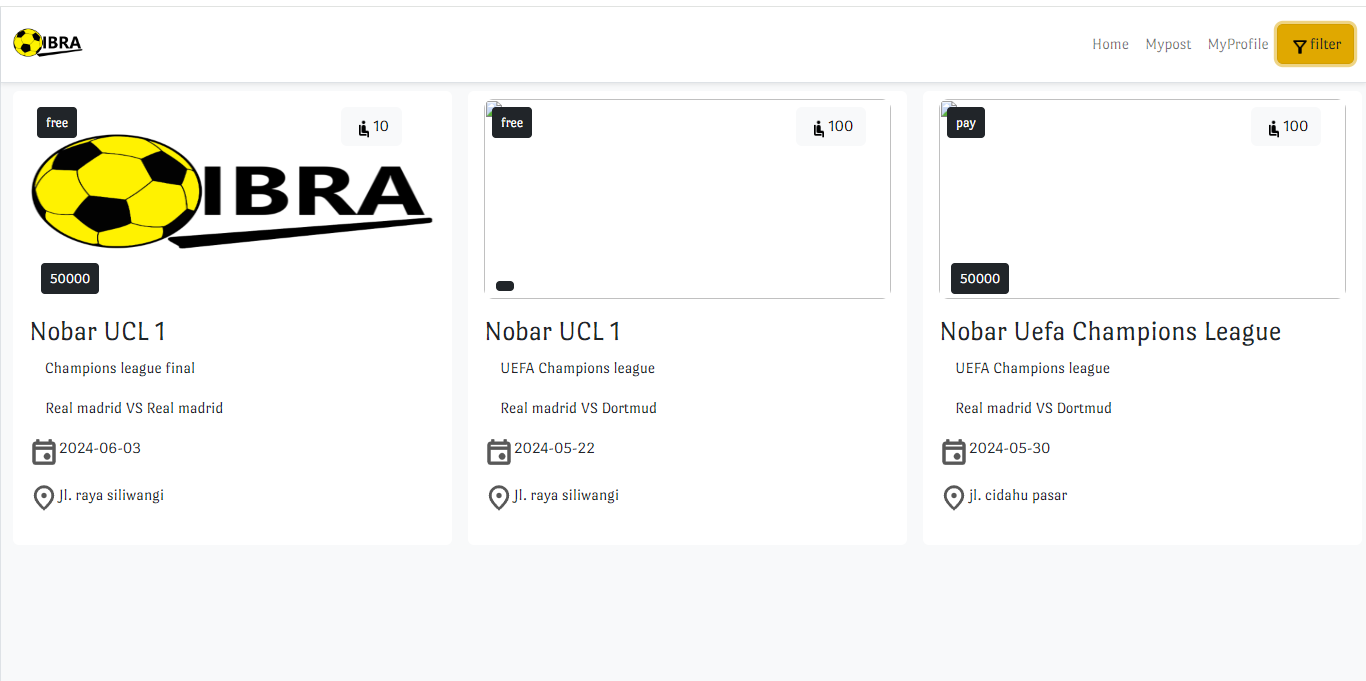 IBRA
Home Mypost MyProfile filter
free
10
IBRA
50000
Nobar UCL 1
Champions league final
Real madrid VS Real madrid
2024-06-03
Jl. raya siliwangi
free
100
Nobar UCL 1
UEFA Champions league
Real madrid VS Dortmud
2024-05-22
Jl. raya siliwangi
pay
100
50000
Nobar Uefa Champions League
UEFA Champions league
Real madrid VS Dortmud
2024-05-30
jl. cidahu pasar